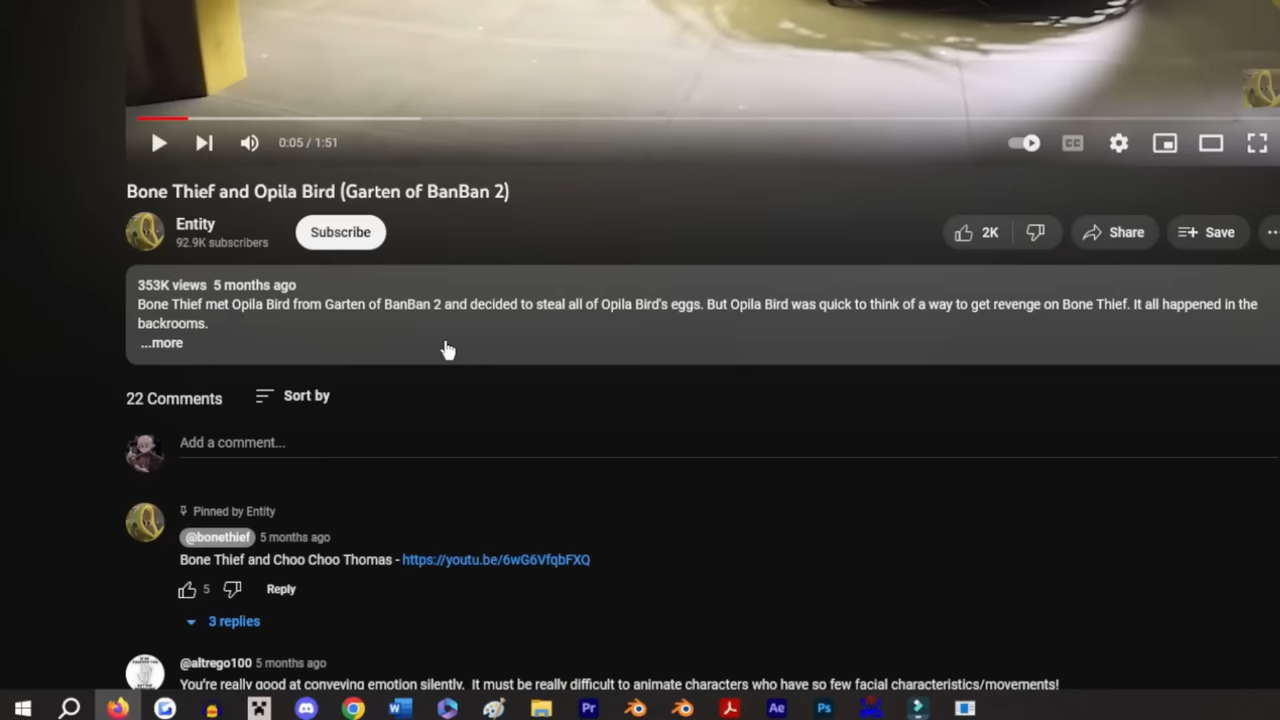 0:05 / 1:51
CC
Bone Thief and Opila Bird (Garten of BanBan 2)
Entity
92.9K subscribers
Subscribe
2K
Share
Save
353K views 5 months ago
Bone Thief met Opila Bird from Garten of BanBan 2 and decided to steal all of Opila Bird's eggs. But Opila Bird was quick to think of a way to get revenge on Bone Thief. It all happened in the
backrooms.
...more
22 Comments
Sort by
Add a comment...
Pinned by Entity
@bonethief 5 months ago
Bone Thief and Choo Choo Thomas - https://youtu.be/6wG6VfqbFXQ
5
Reply
3 replies
@altrego100 5 months ago
You're really good at conveying emotion silently. It must be really difficult to animate characters who have so few facial characteristics/movements!
W
Pr
Ae
Ps